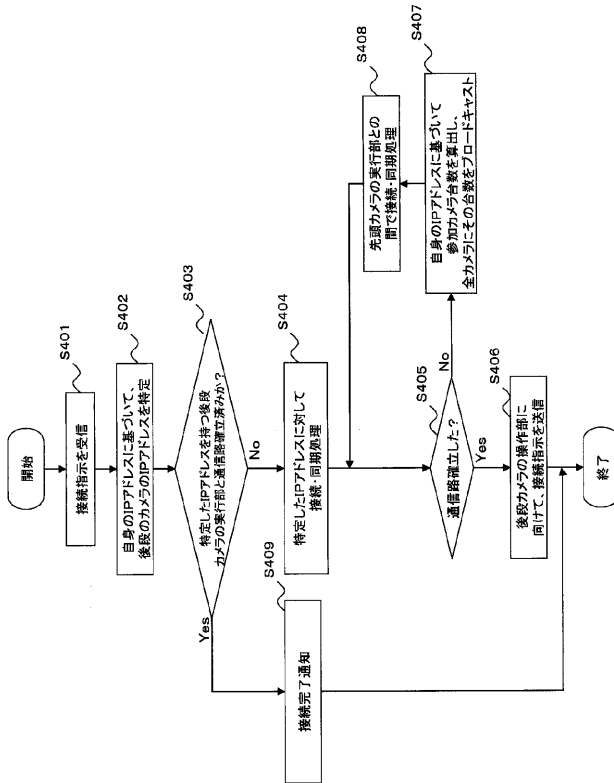 開始
S401
接続指示を受信
S402
自身のIPアドレスに基づいて、
後段のカメラのIPアドレスを特定
S403
特定したIPアドレスを持つ後段
カメラの実行部と通信路確立済みか？
Yes
No
S404
特定したIPアドレスに対して
接続・同期処理
S405
通信路確立した？
No
Yes
S406
後段カメラの操作部に
向けて、接続指示を送信
S407
自身のIPアドレスに基づいて
参加カメラ台数を算出し、
全カメラにその台数をブロードキャスト
S408
先頭カメラの実行部との
間で接続・同期処理
S409
接続完了通知
終了